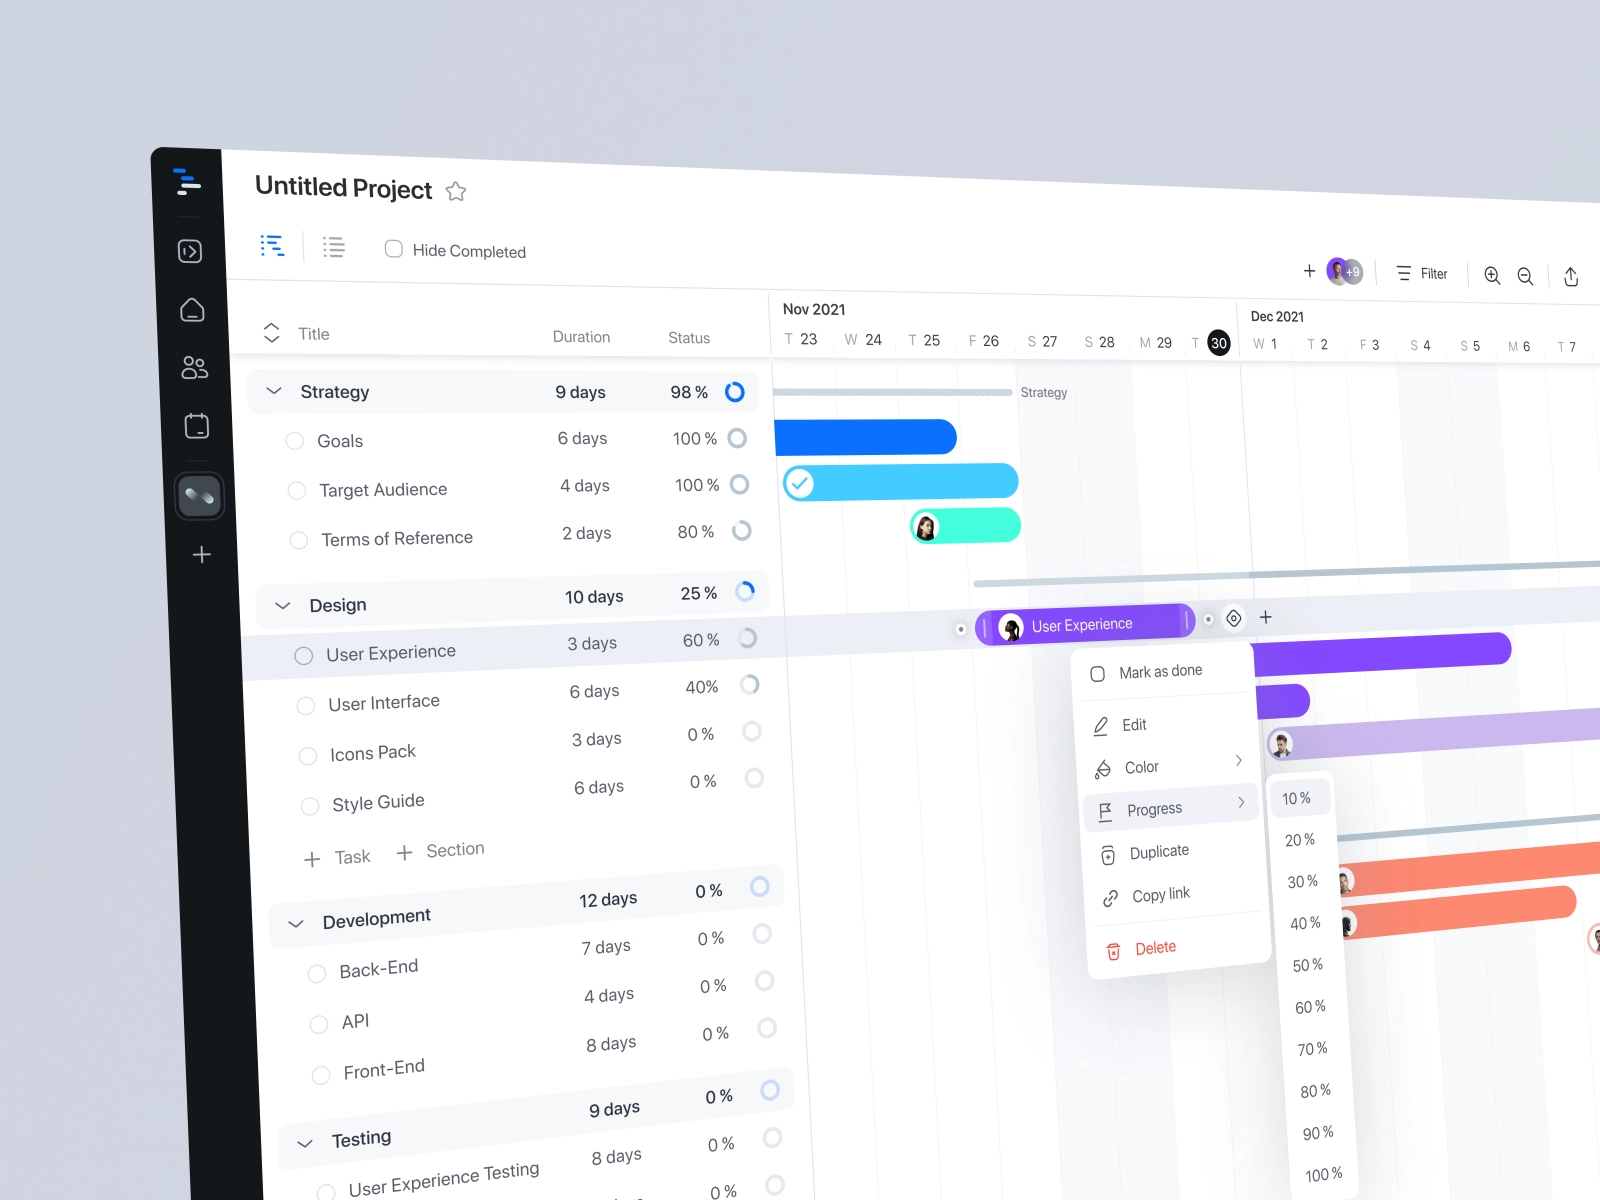 Untitled Project
Hide Completed
+9
Filter
Title Duration Status
Nov 2021
Dec 2021
T 23 W 24 T 25 F 26 S 27 S 28 M 29 T 30 W 1 T 2 F 3 S 4 S 5 M 6 T 7
Strategy 9 days 98 %
Strategy
Goals 6 days 100 %
Target Audience 4 days 100 %
Terms of Reference 2 days 80 %
Design 10 days 25 %
User Experience 3 days 60 %
User Experience
User Interface 6 days 40%
Icons Pack 3 days 0 %
Style Guide 6 days 0 %
+ Task + Section
Development 12 days 0 %
Back-End 7 days 0 %
API 4 days 0 %
Front-End 8 days 0 %
Testing 9 days 0 %
User Experience Testing 8 days 0 %
days 0 %
Mark as done
Edit
Color
Progress
Duplicate
Copy link
Delete
10 %
20 %
30 %
40 %
50 %
60 %
70 %
80 %
90 %
100 %